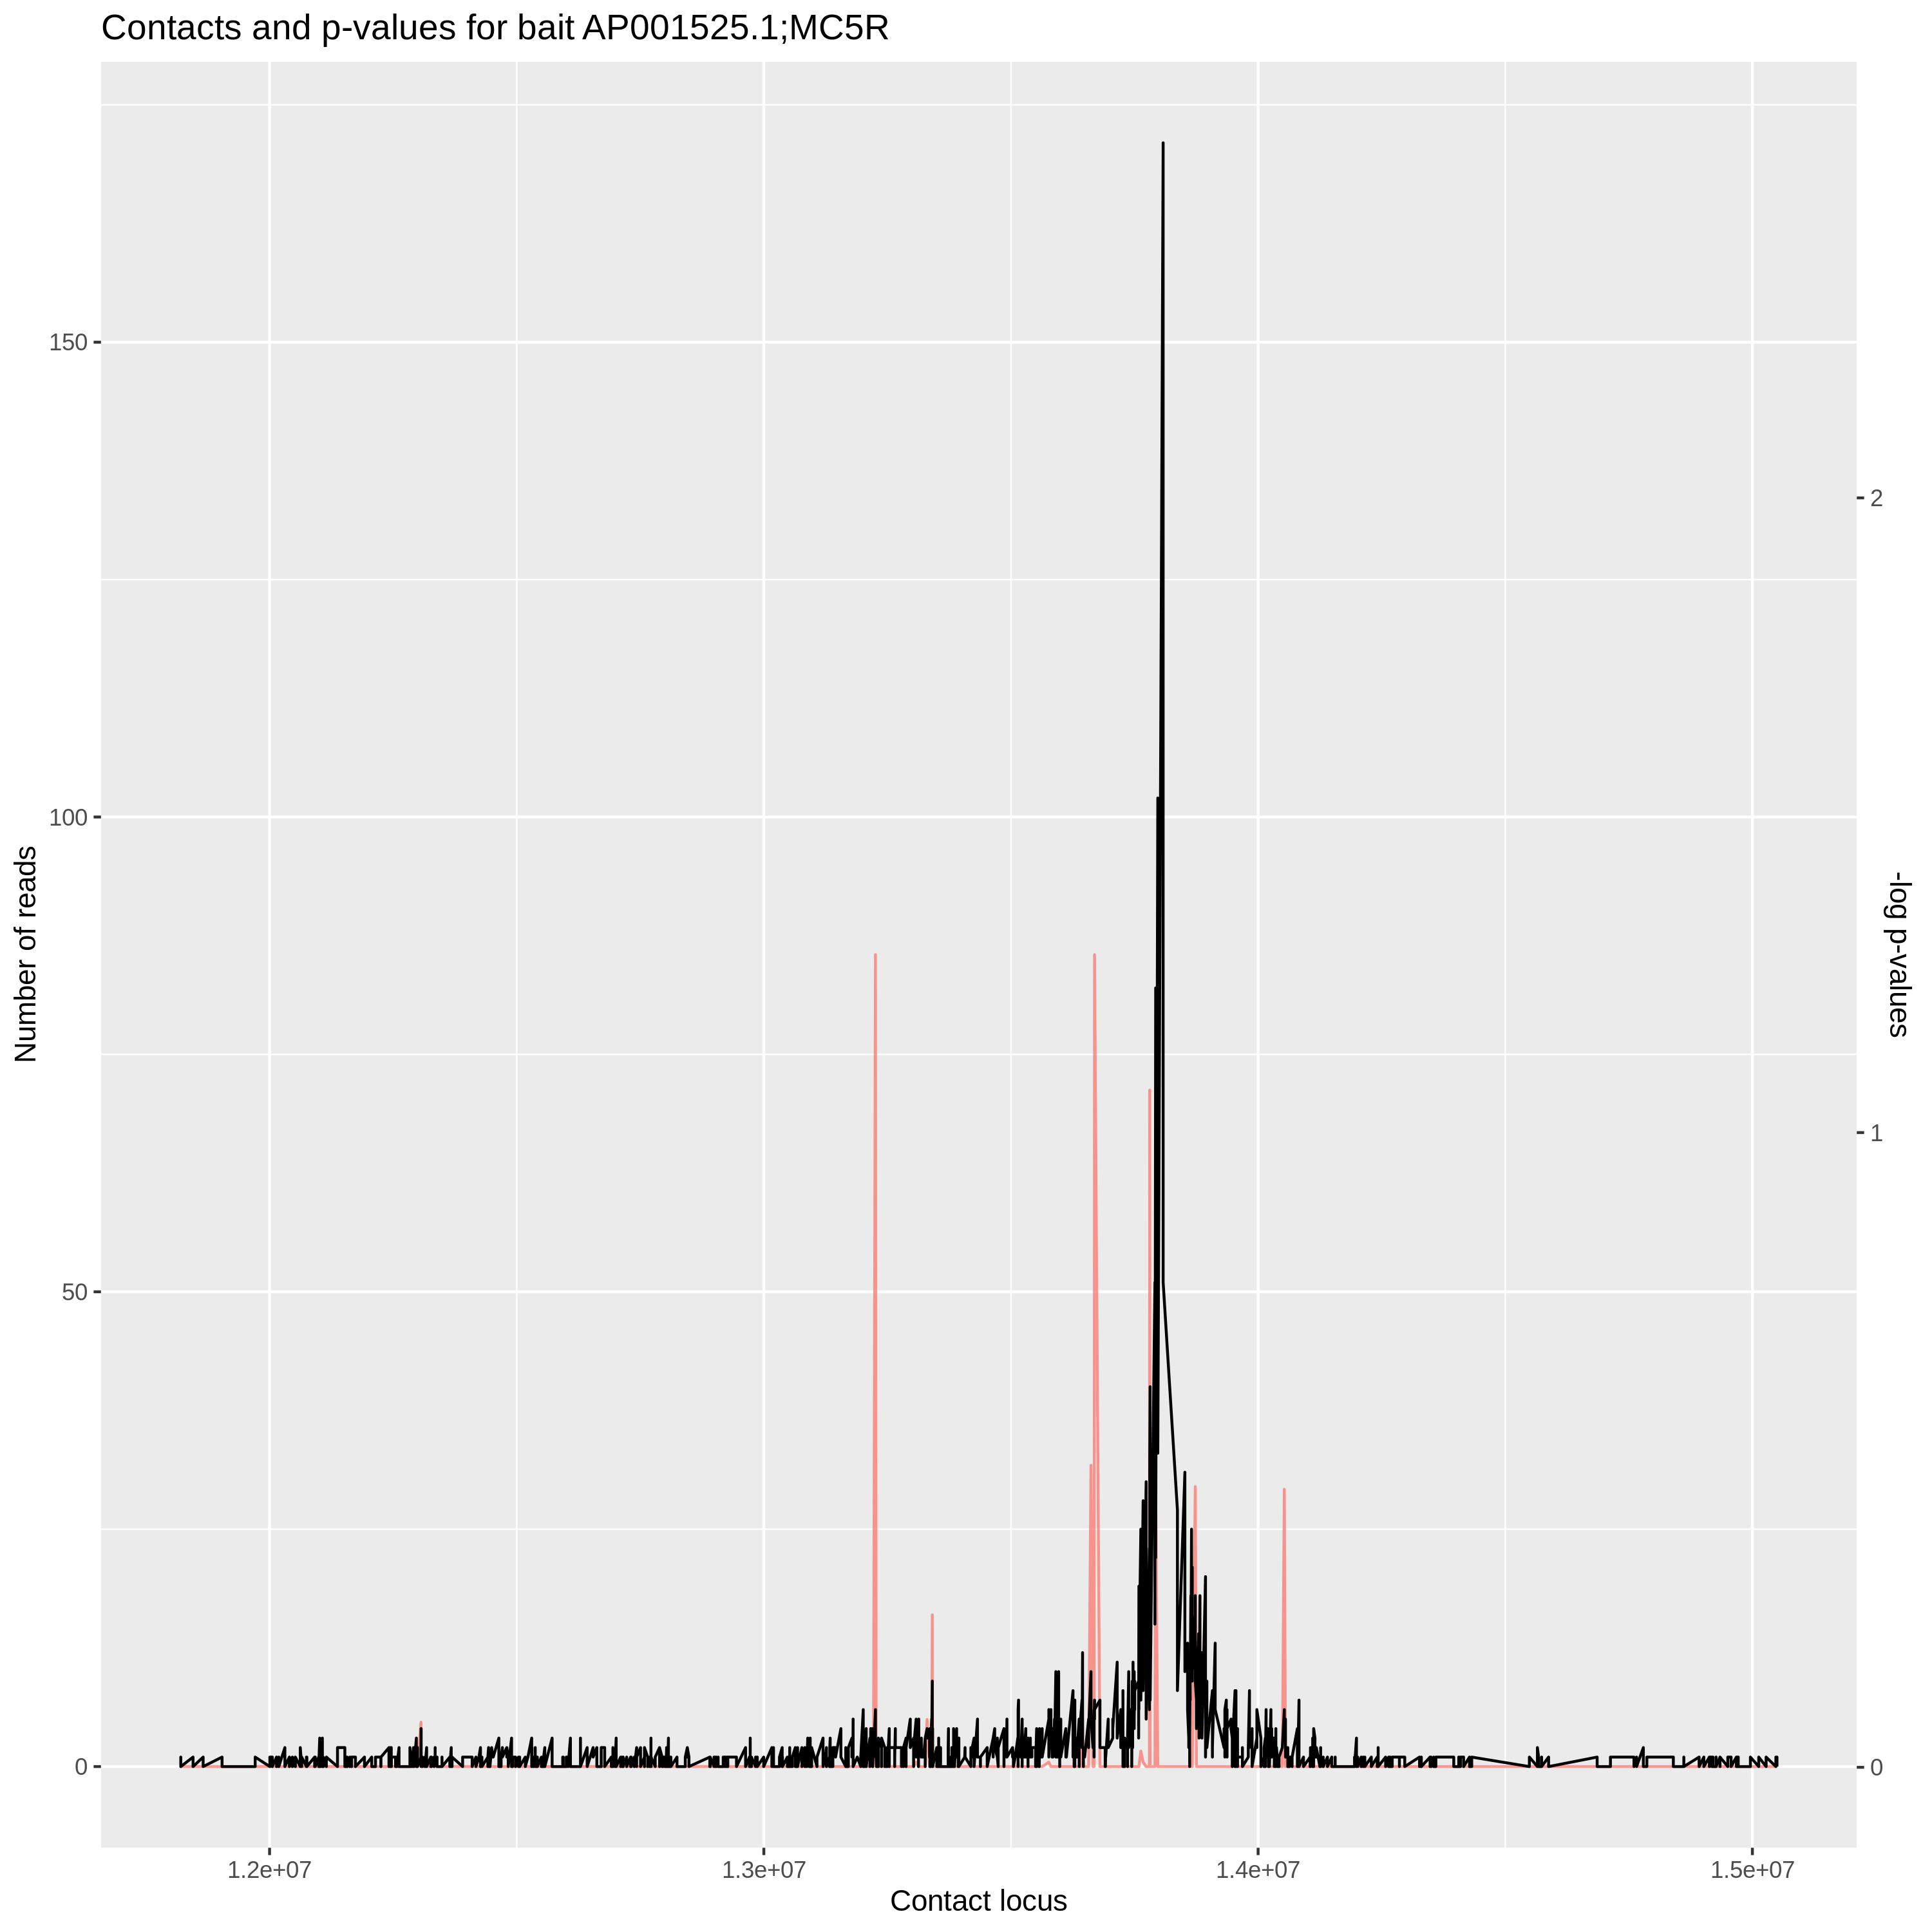 Contacts and p-values for bait AP001525.1;MC5R
150
100
50
0
Number of reads
2
1
0
-log p-values
1.2e+07 1.3e+07 1.4e+07 1.5e+07
Contact locus